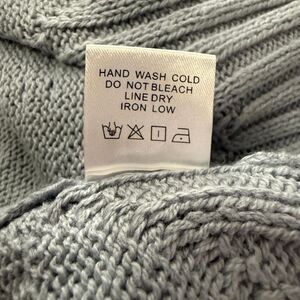 HAND WASH COLD
DO NOT BLEACH
LINE DRY
IRON LOW